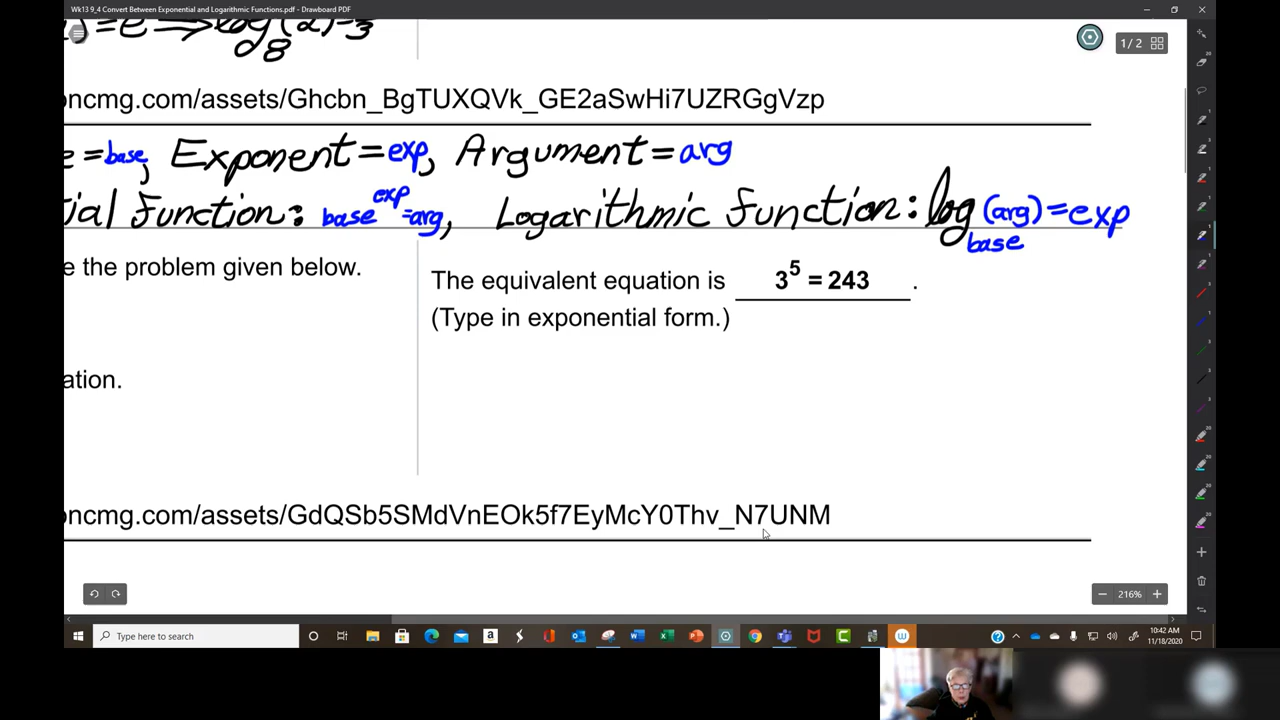 Wk13 9_4 Convert Between Exponential and Logarithmic Functions.pdf - Drawboard PDF
1/2
oncmg.com/assets/Ghcbn_BgTUXQVk_GE2aSwHi7UZRGgVzp
e = base, Exponent = exp, Argument = arg
tial Function: base^exp = arg, Logarithmic Function: log_base (arg) = exp
e the problem given below.
The equivalent equation is 3^5 = 243 .
(Type in exponential form.)
ation.
oncmg.com/assets/GdQSb5SMdVnEOk5f7EyMcY0Thv_N7UNM
216%
Type here to search
10:42 AM
11/18/2020